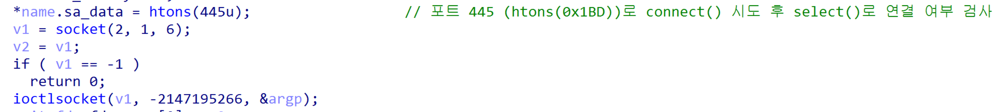 *name.sa_data = htons(445u); // 포트 445 (htons(0x1BD))로 connect() 시도 후 select()로 연결 여부 검사
v1 = socket(2, 1, 6);
v2 = v1;
if ( v1 == -1 )
return 0;
ioctlsocket(v1, -2147195266, &argp);